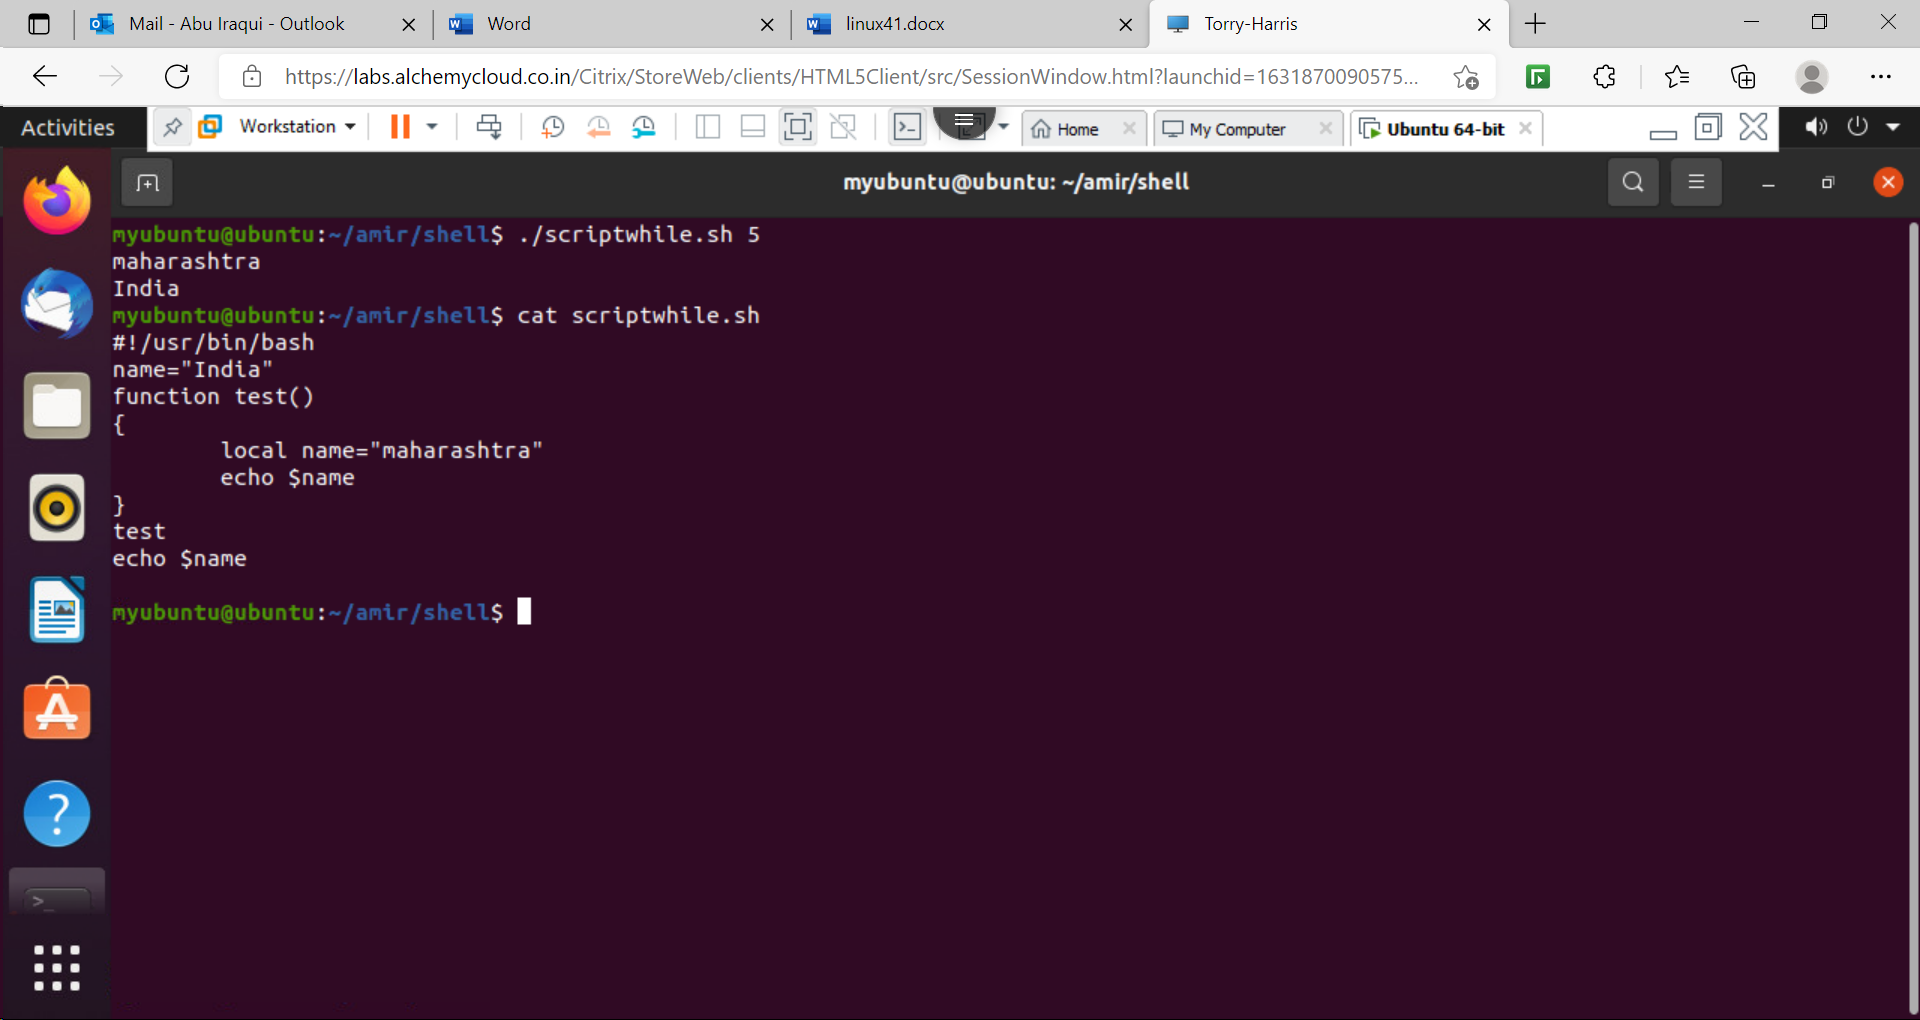 Mail - Abu Iraqui - Outlook
Word
linux41.docx
Torry-Harris
https://labs.alchemycloud.co.in/Citrix/StoreWeb/clients/HTML5Client/src/SessionWindow.html?launchid=1631870090575...
Activities
Workstation
Home
My Computer
Ubuntu 64-bit
myubuntu@ubuntu: ~/amir/shell
myubuntu@ubuntu:~/amir/shell$ ./scriptwhile.sh 5
maharashtra
India
myubuntu@ubuntu:~/amir/shell$ cat scriptwhile.sh
#!/usr/bin/bash
name="India"
function test()
{
        local name="maharashtra"
        echo $name
}
test
echo $name
myubuntu@ubuntu:~/amir/shell$